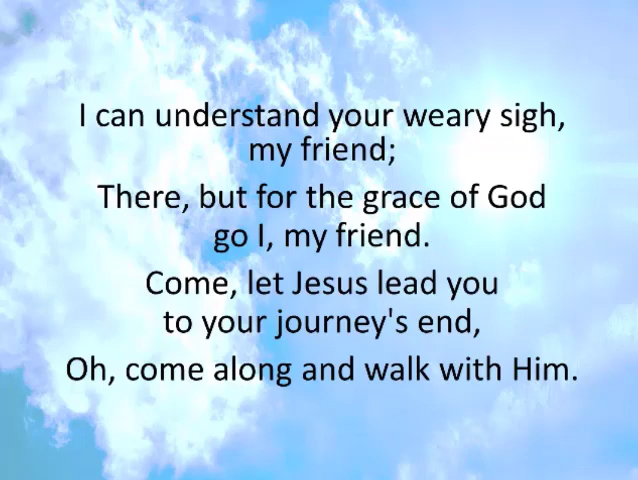 I can understand your weary sigh,
my friend;
There, but for the grace of God
go I, my friend.
Come, let Jesus lead you
to your journey's end,
Oh, come along and walk with Him.